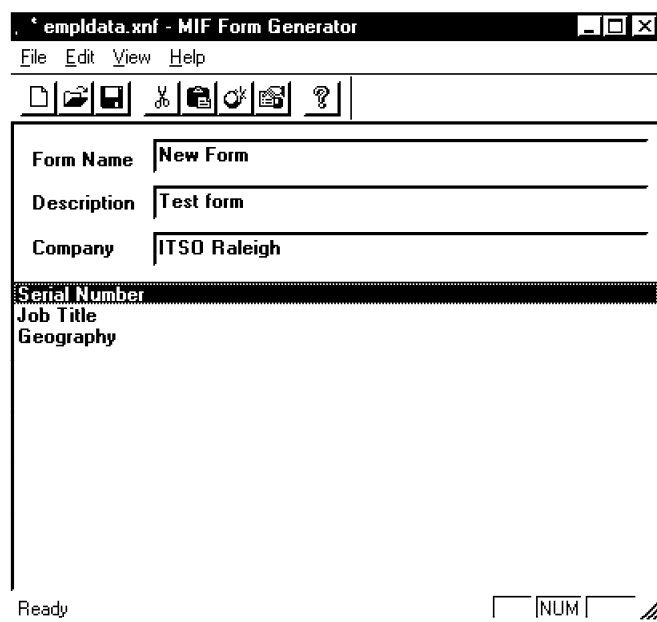 * empldata.xnf - MIF Form Generator
File Edit View Help
Form Name New Form
Description Test form
Company ITSO Raleigh
Serial Number
Job Title
Geography
Ready NUM